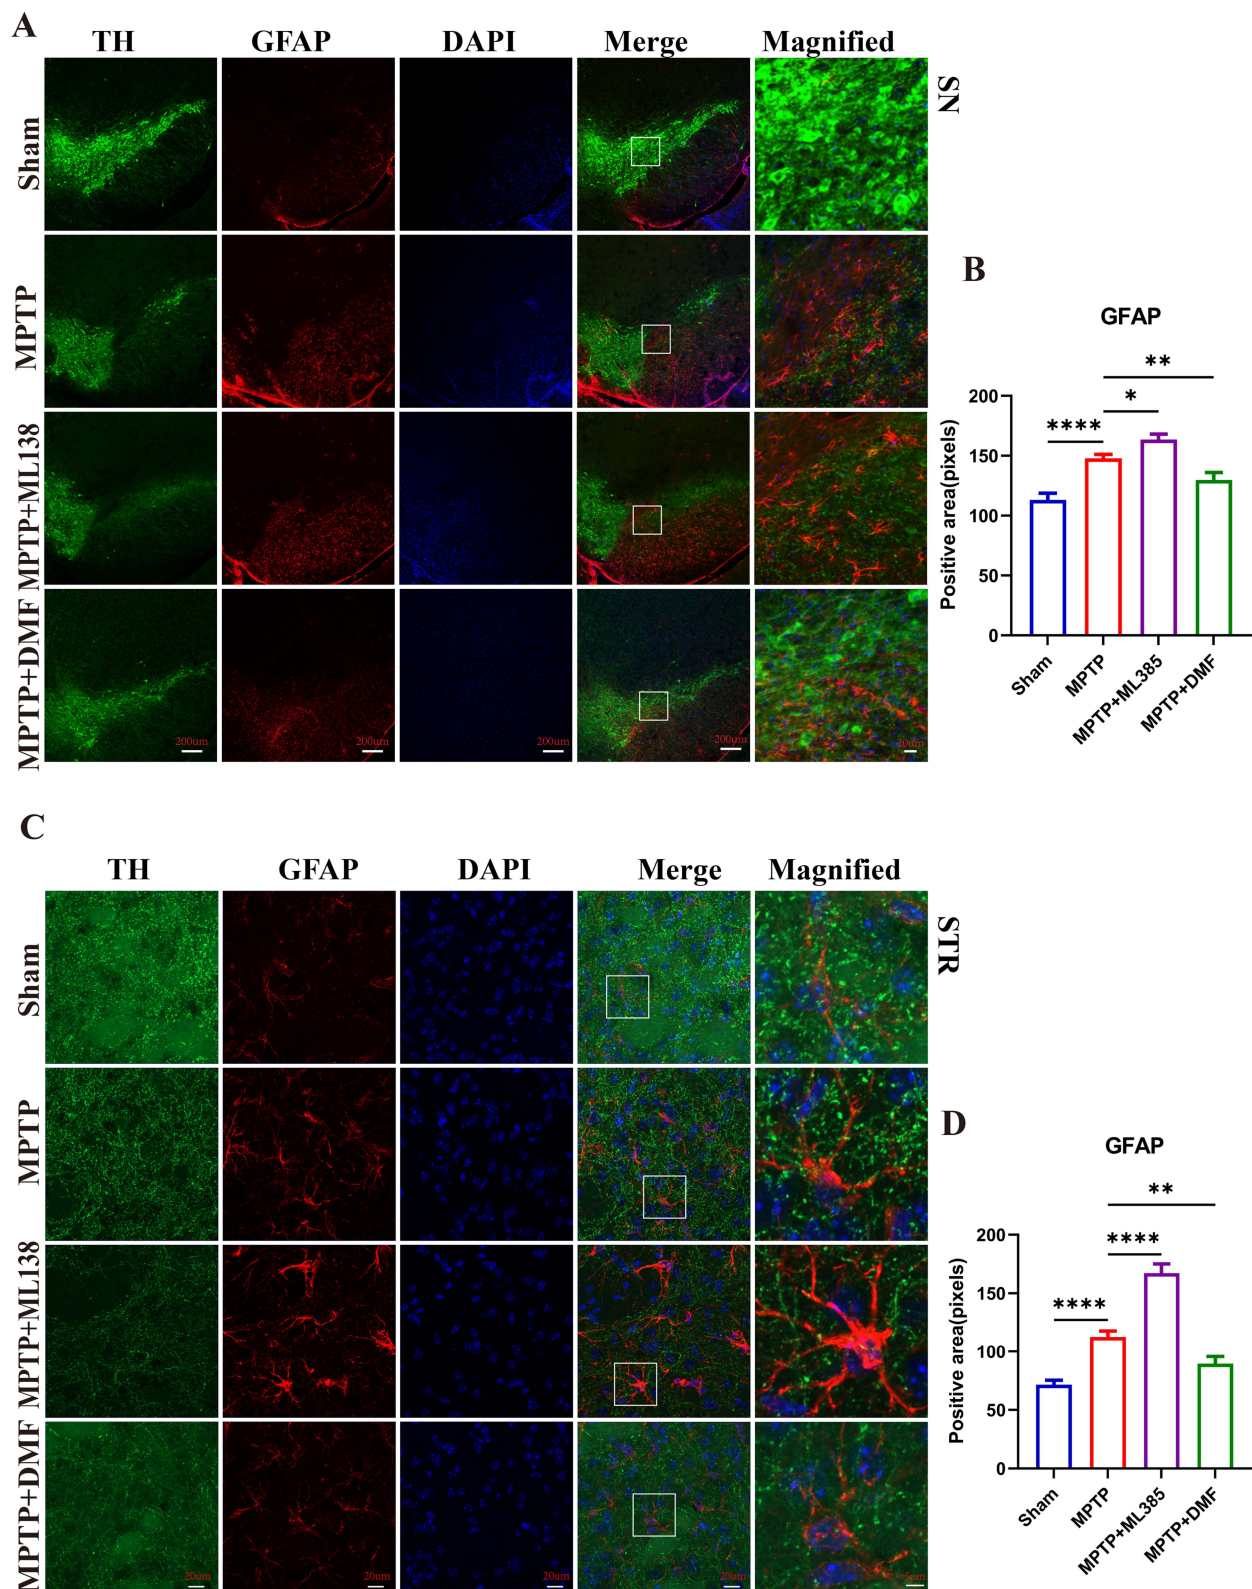 A
TH GFAP DAPI Merge Magnified
SN
Sham
MPTP
MPTP+ML138
MPTP+DMF
200um 200um 200um 200um 20um
B
GFAP
** 
* 
****
Positive area(pixels)
200
150
100
50
0
Sham MPTP MPTP+ML385 MPTP+DMF
C
TH GFAP DAPI Merge Magnified
STR
Sham
MPTP
MPTP+ML138
MPTP+DMF
20um 20um 20um 20um 5um
D
GFAP
**
****
****
Positive area(pixels)
200
150
100
50
0
Sham MPTP MPTP+ML385 MPTP+DMF